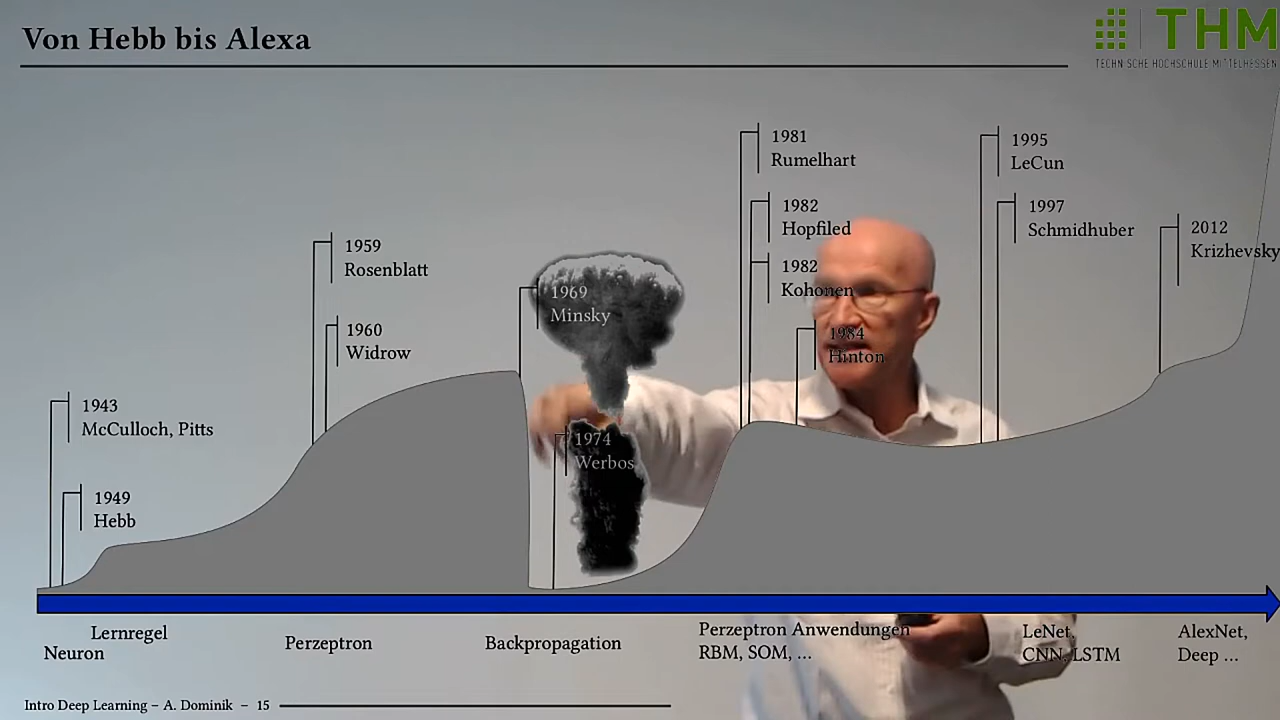 Von Hebb bis Alexa
THM
TECHNISCHE HOCHSCHULE MITTELHESSEN
1943
McCulloch, Pitts
1949
Hebb
1959
Rosenblatt
1960
Widrow
1969
Minsky
1974
Werbos
1981
Rumelhart
1982
Hopfiled
1982
Kohonen
1984
Hinton
1995
LeCun
1997
Schmidhuber
2012
Krizhevsky
Lernregel
Neuron
Perzeptron
Backpropagation
Perzeptron Anwendungen
RBM, SOM, ...
LeNet,
CNN, LSTM
AlexNet,
Deep ...
Intro Deep Learning – A. Dominik – 15